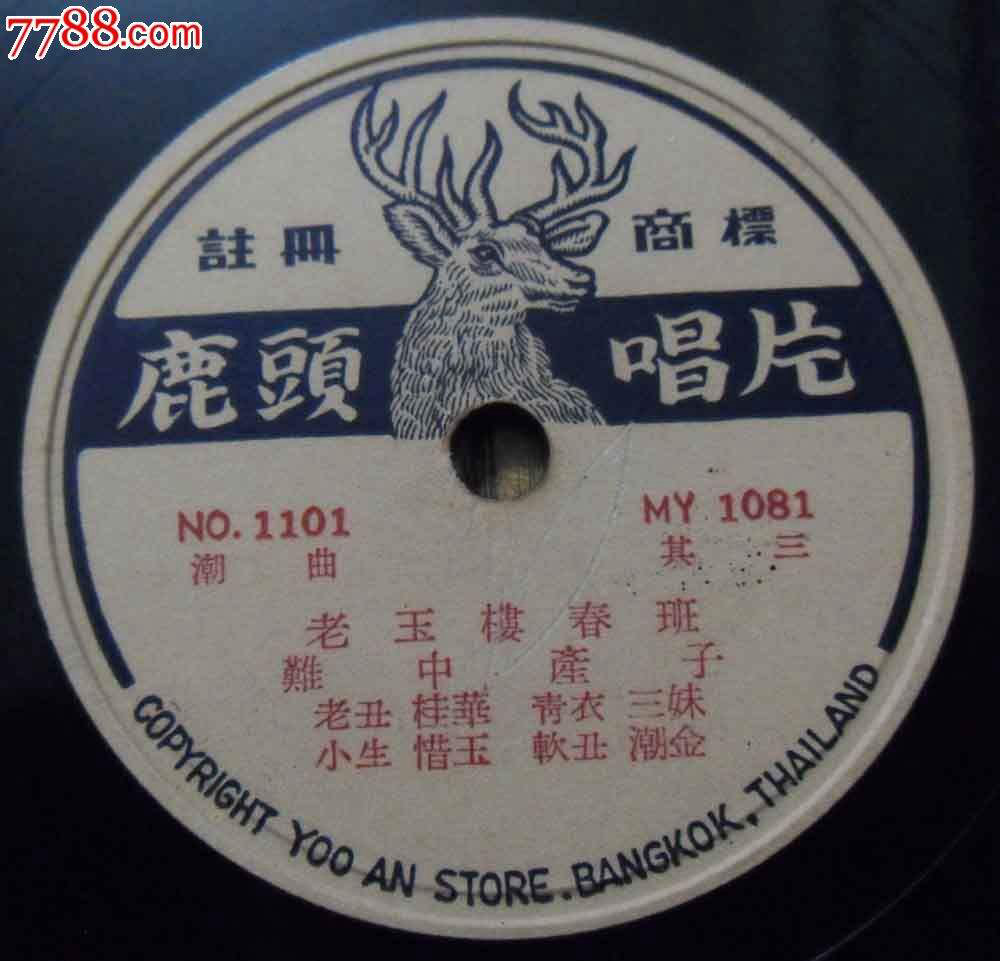 7788.com
註冊 商標
鹿頭 唱片
NO. 1101 MY 1081
潮曲 其三
老玉樓春班
難中產子
老丑 桂華 青衣 三妹
小生 惜玉 軟丑 潮金
COPYRIGHT YOO AN STORE. BANGKOK, THAILAND